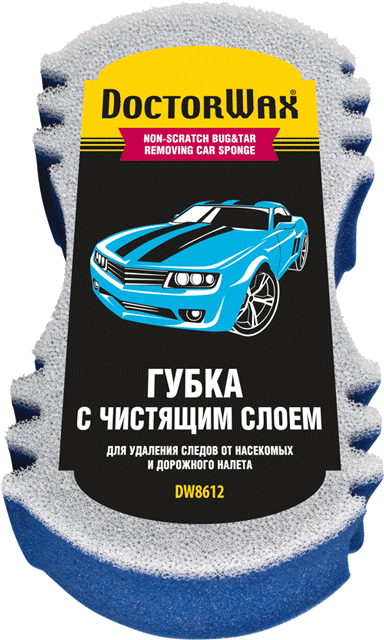 DOCTORWAX
NON-SCRATCH BUG&TAR
REMOVING CAR SPONGE
ГУБКА
С ЧИСТЯЩИМ СЛОЕМ
ДЛЯ УДАЛЕНИЯ СЛЕДОВ ОТ НАСЕКОМЫХ
И ДОРОЖНОГО НАЛЕТА
DW8612